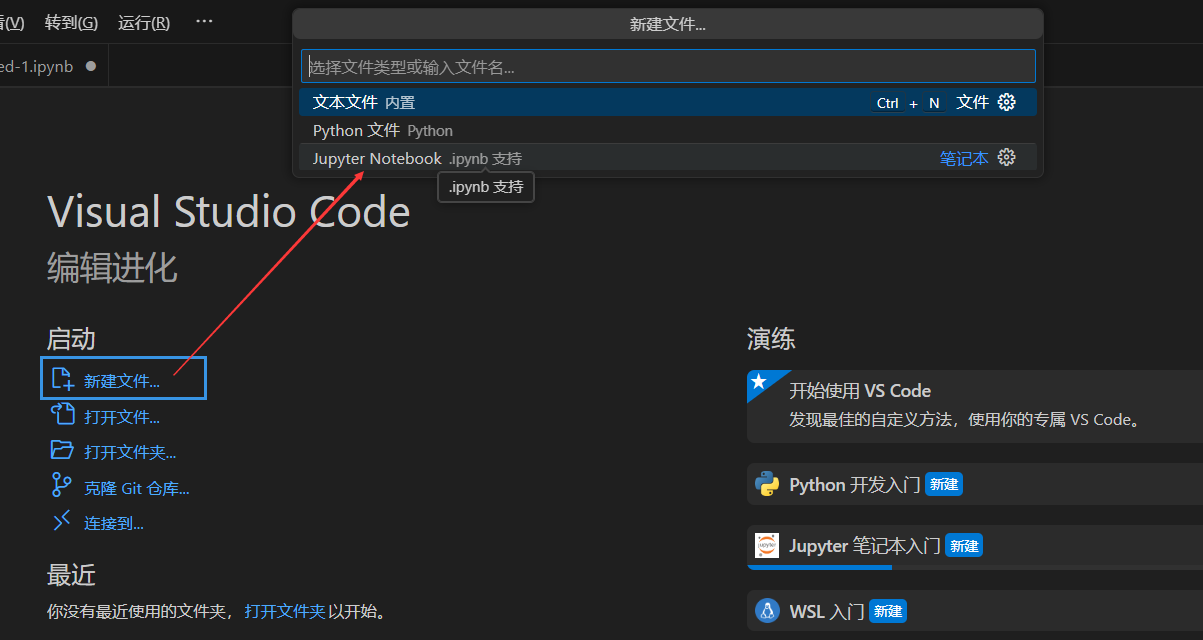 (V) 转到(G) 运行(R) ···
新建文件...
ed-1.ipynb
选择文件类型或输入文件名...
文本文件 内置 Ctrl + N 文件
Python 文件 Python
Jupyter Notebook .ipynb 支持 笔记本
.ipynb 支持
Visual Studio Code
编辑进化
启动
新建文件...
打开文件...
打开文件夹...
克隆 Git 仓库...
连接到...
最近
你没有最近使用的文件夹，打开文件夹以开始。
演练
开始使用 VS Code
发现最佳的自定义方法，使用你的专属 VS Code。
Python 开发入门 新建
jupyter
Jupyter 笔记本入门 新建
WSL 入门 新建